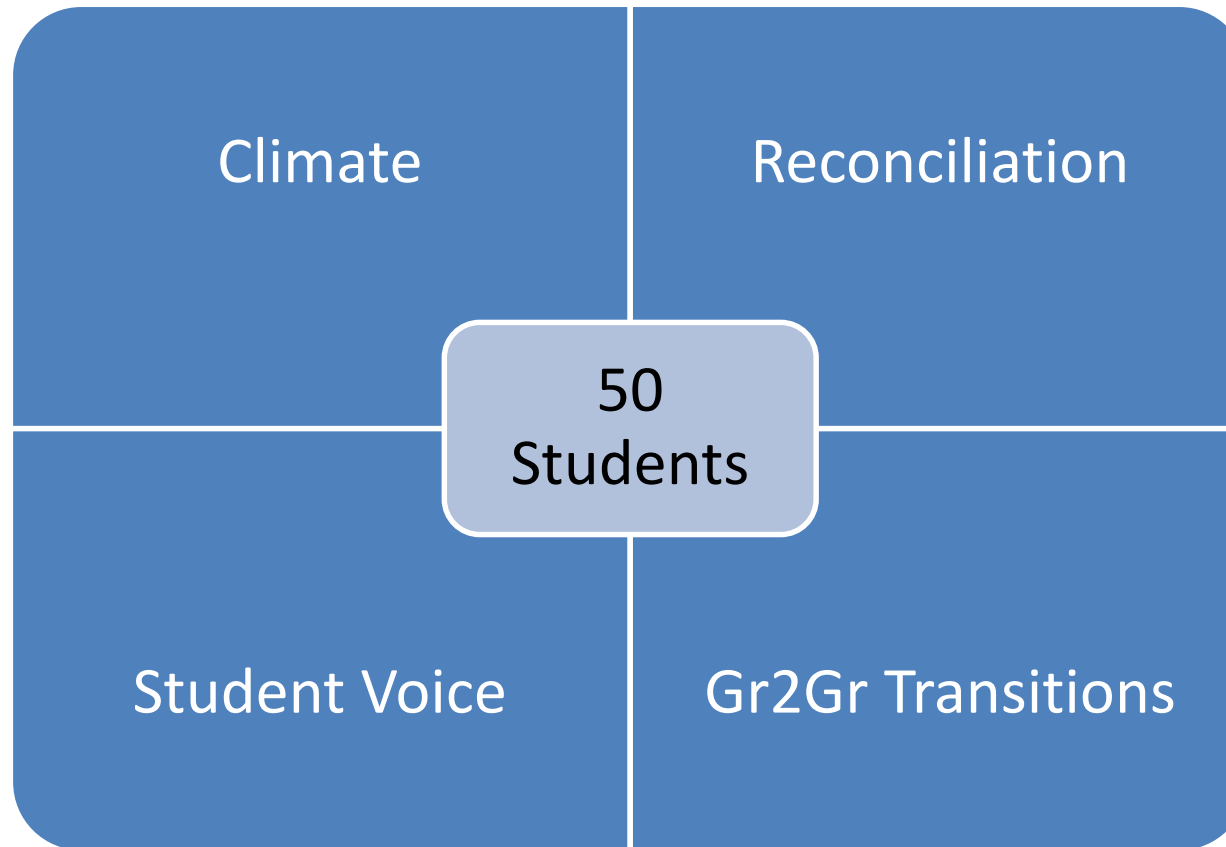 Climate
Reconciliation
50
Students
Student Voice
Gr2Gr Transitions